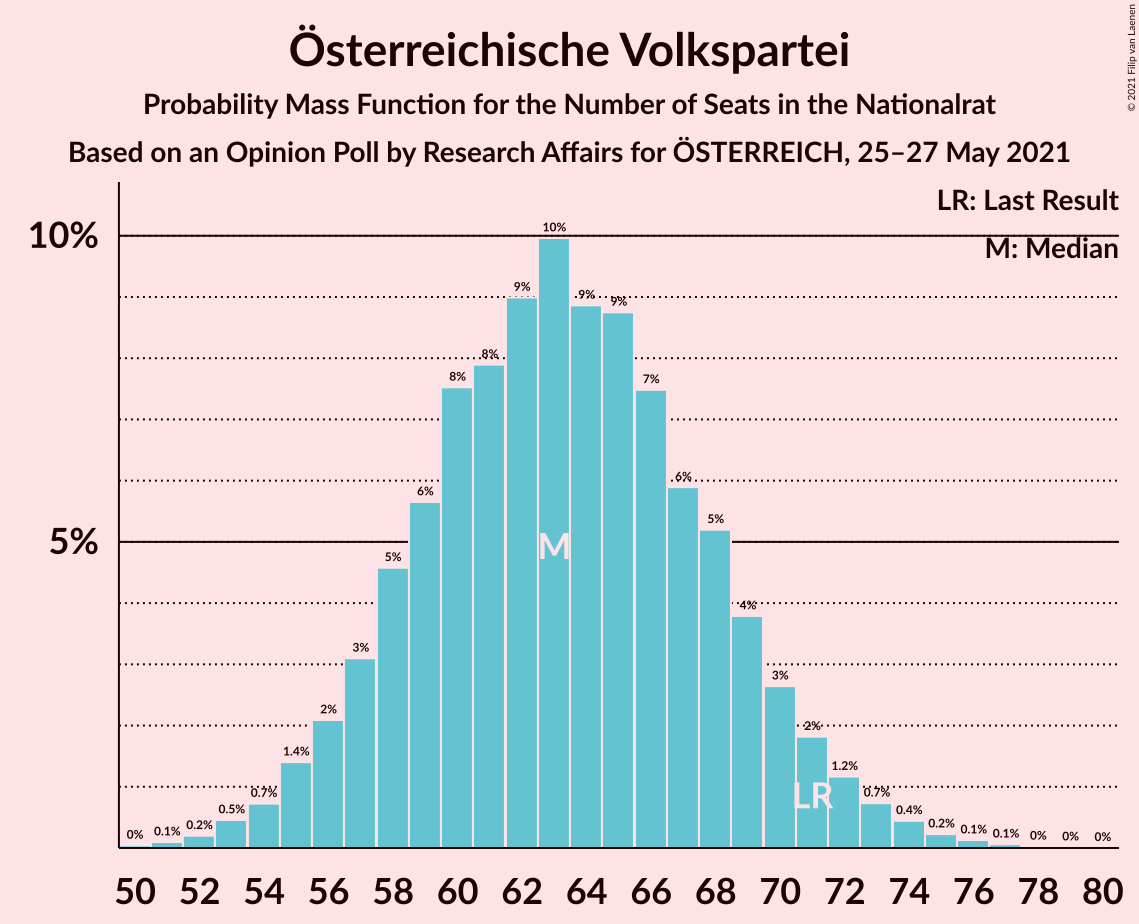 Österreichische Volkspartei
Probability Mass Function for the Number of Seats in the Nationalrat
Based on an Opinion Poll by Research Affairs for ÖSTERREICH, 25–27 May 2021
© 2021 Filip van Laenen
LR: Last Result
M: Median
10%
5%
0% 0.1% 0.2% 0.5% 0.7% 1.4% 2% 3% 5% 6% 8% 8% 9% 10% 9% 9% 7% 6% 5% 4% 3% 2% 1.2% 0.7% 0.4% 0.2% 0.1% 0.1% 0% 0% 0%
M
LR
50 52 54 56 58 60 62 64 66 68 70 72 74 76 78 80